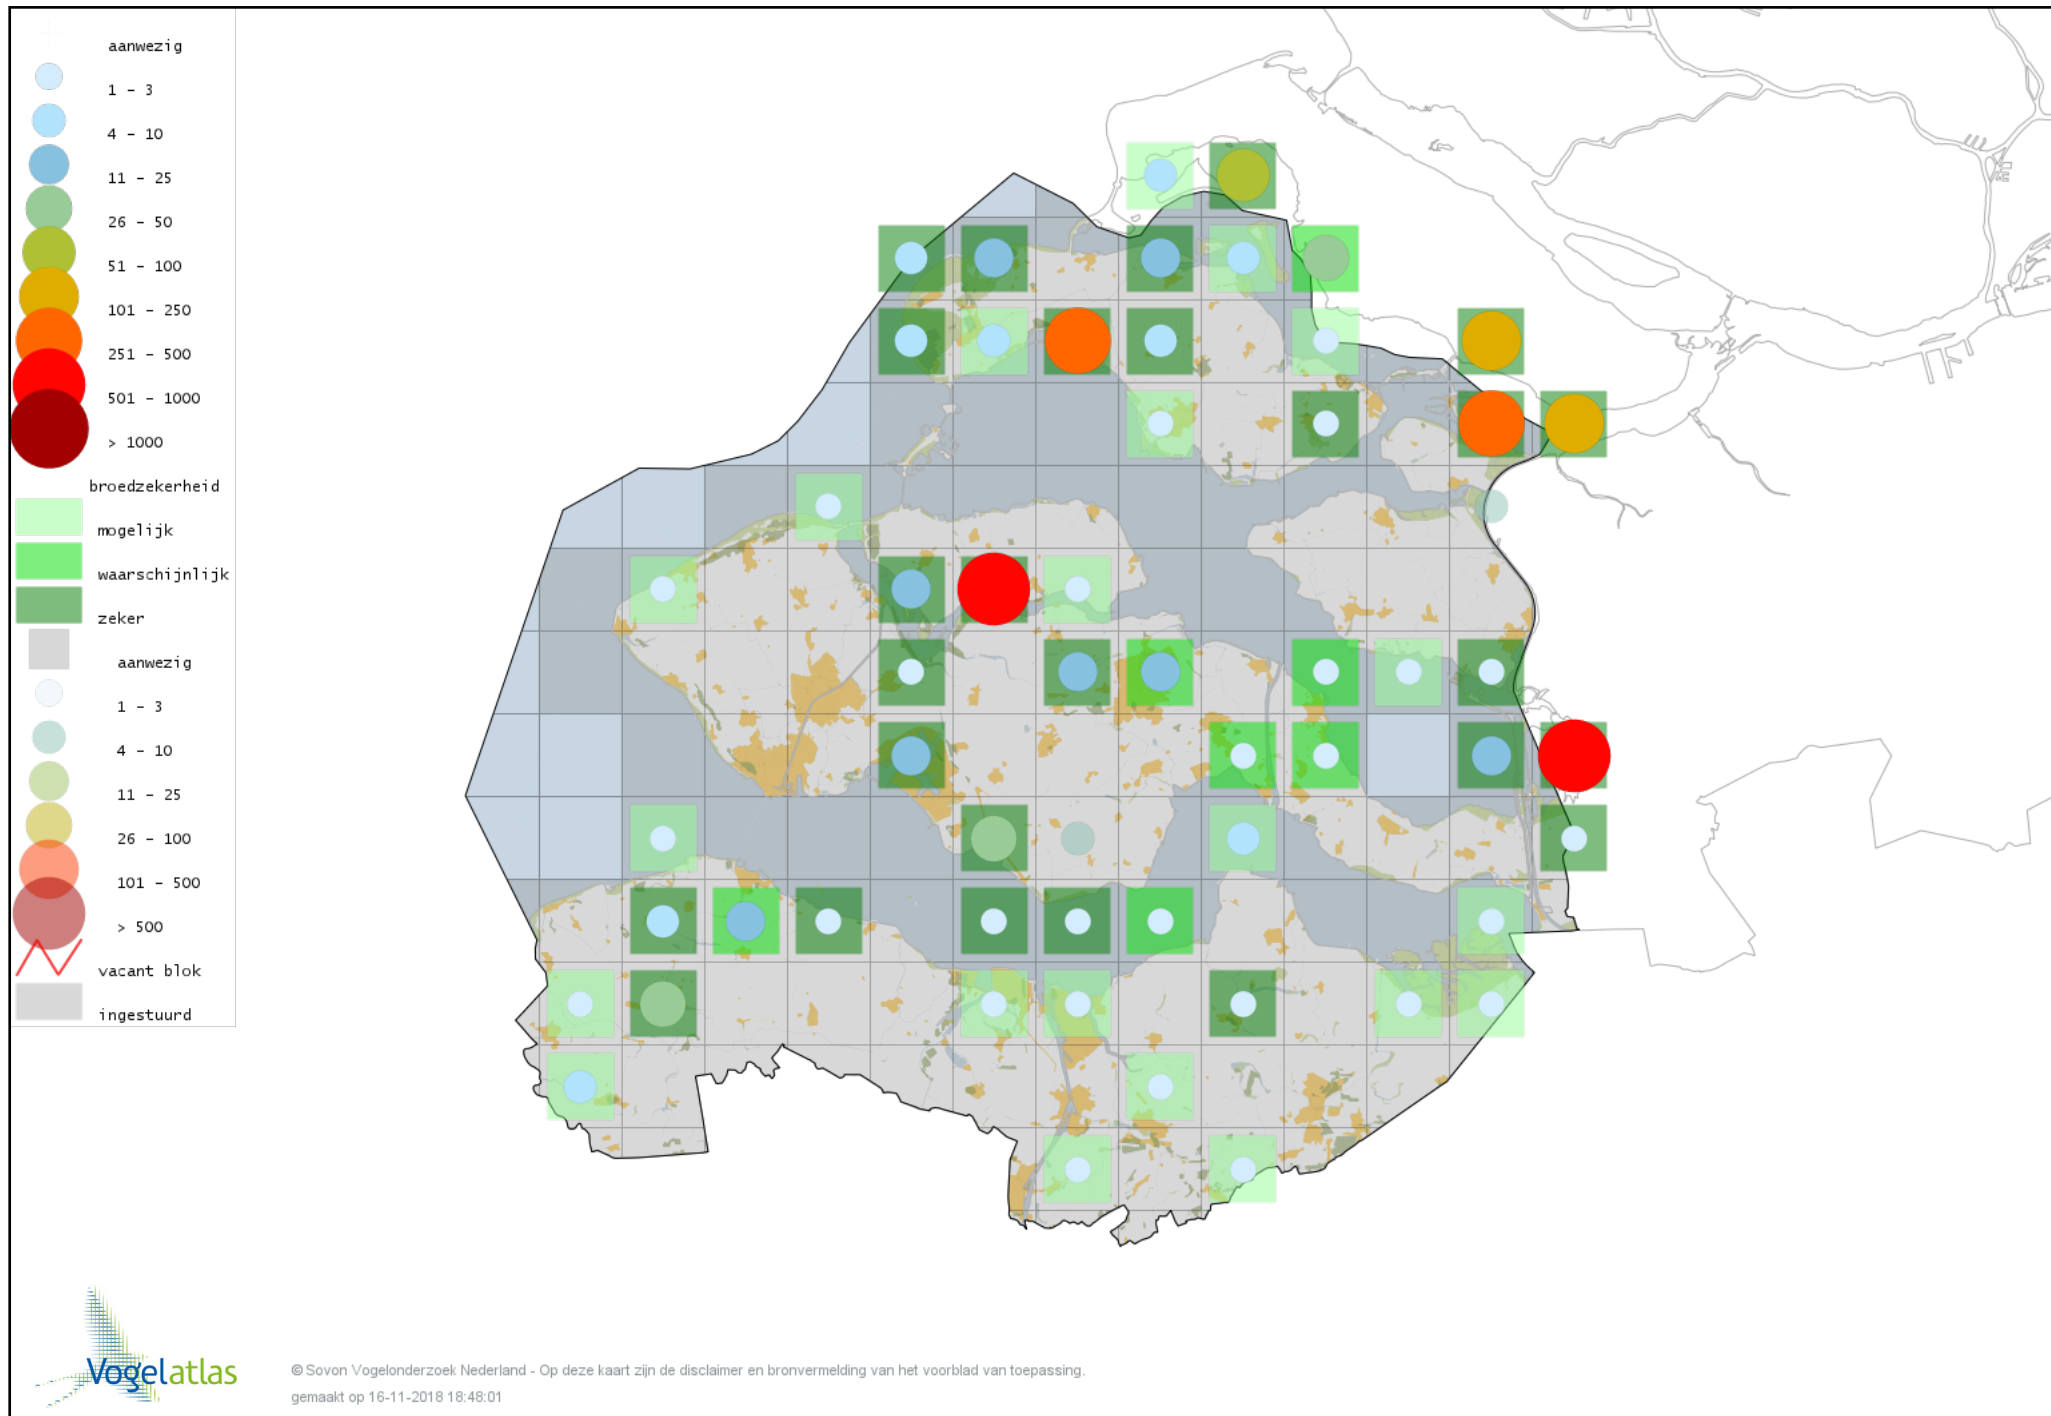 aanwezig
1 - 3
4 - 10
11 - 25
26 - 50
51 - 100
101 - 250
251 - 500
501 - 1000
> 1000
broedzekerheid
mogelijk
waarschijnlijk
zeker
aanwezig
1 - 3
4 - 10
11 - 25
26 - 100
101 - 500
> 500
vacant blok
ingestuurd
Vogelatlas
© Sovon Vogelonderzoek Nederland - Op deze kaart zijn de disclaimer en bronvermelding van het voorblad van toepassing.
gemaakt op 16-11-2018 18:48:01